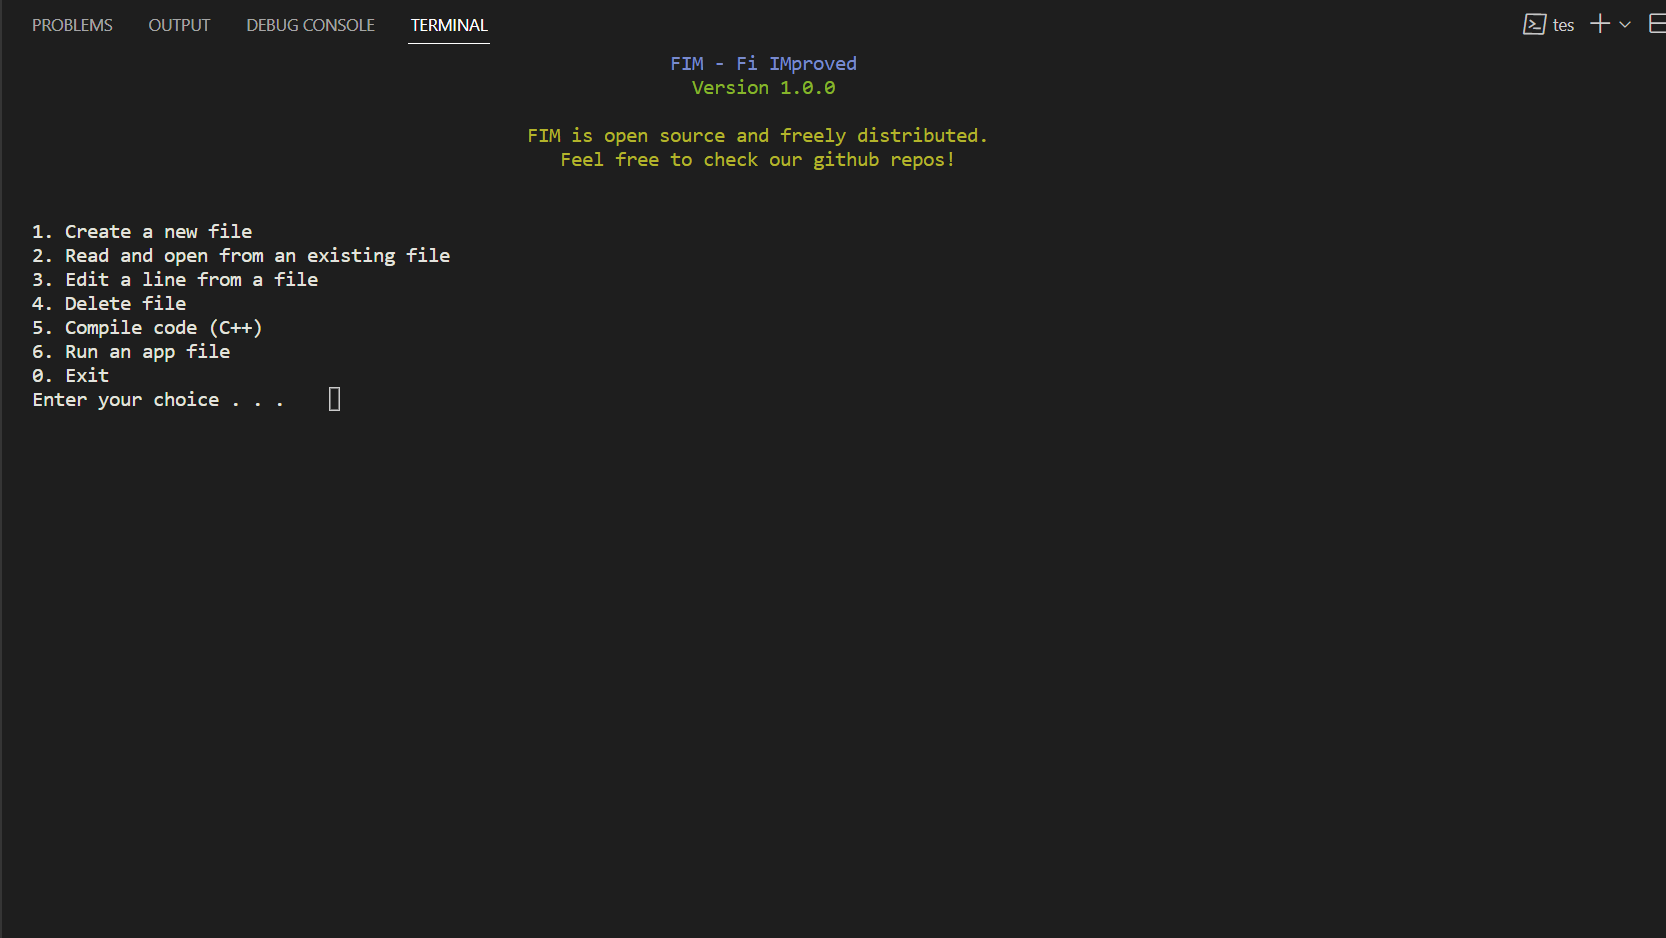 PROBLEMS OUTPUT DEBUG CONSOLE TERMINAL tes
FIM - Fi IMproved
Version 1.0.0
FIM is open source and freely distributed.
Feel free to check our github repos!
1. Create a new file
2. Read and open from an existing file
3. Edit a line from a file
4. Delete file
5. Compile code (C++)
6. Run an app file
0. Exit
Enter your choice . . .